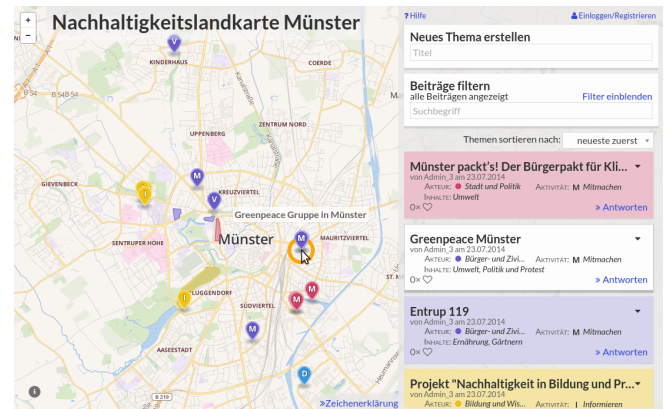 +
−
Nachhaltigkeitslandkarte Münster
V
KINDERHAUS
COERDE
B 54
B 54 B 54
ZENTRUM NORD
UPPENBERG
GIEVENBECK
M
I
KREUZVIERTEL
V
Greenpeace Gruppe in Münster
Münster
M
MAURITZVIERTEL
SENTRUPER HÖHE
I
PLUGGENDORF
M
M
SÜDVIERTEL
M
AASEESTADT
D
B 219
i
»Zeichenerklärung
? Hilfe
Einloggen/Registrieren
Neues Thema erstellen
Titel
Beiträge filtern
alle Beiträgen angezeigt
Filter einblenden
Suchbegriff
Themen sortieren nach: neueste zuerst
Münster packt's! Der Bürgerpakt für Kli...
von Admin_3 am 23.07.2014
AKTEUR: Stadt und Politik AKTIVITÄT: M Mitmachen
INHALTE: Umwelt
0× » Antworten
Greenpeace Münster
von Admin_3 am 23.07.2014
AKTEUR: Bürger- und Zivi... AKTIVITÄT: M Mitmachen
INHALTE: Umwelt, Politik und Protest
0× » Antworten
Entrup 119
von Admin_3 am 23.07.2014
AKTEUR: Bürger- und Zivi... AKTIVITÄT: M Mitmachen
INHALTE: Ernährung, Gärtnern
0× » Antworten
Projekt "Nachhaltigkeit in Bildung und Pr...
von Admin_3 am 23.07.2014
AKTEUR: Bildung und Wis... AKTIVITÄT: I Informieren